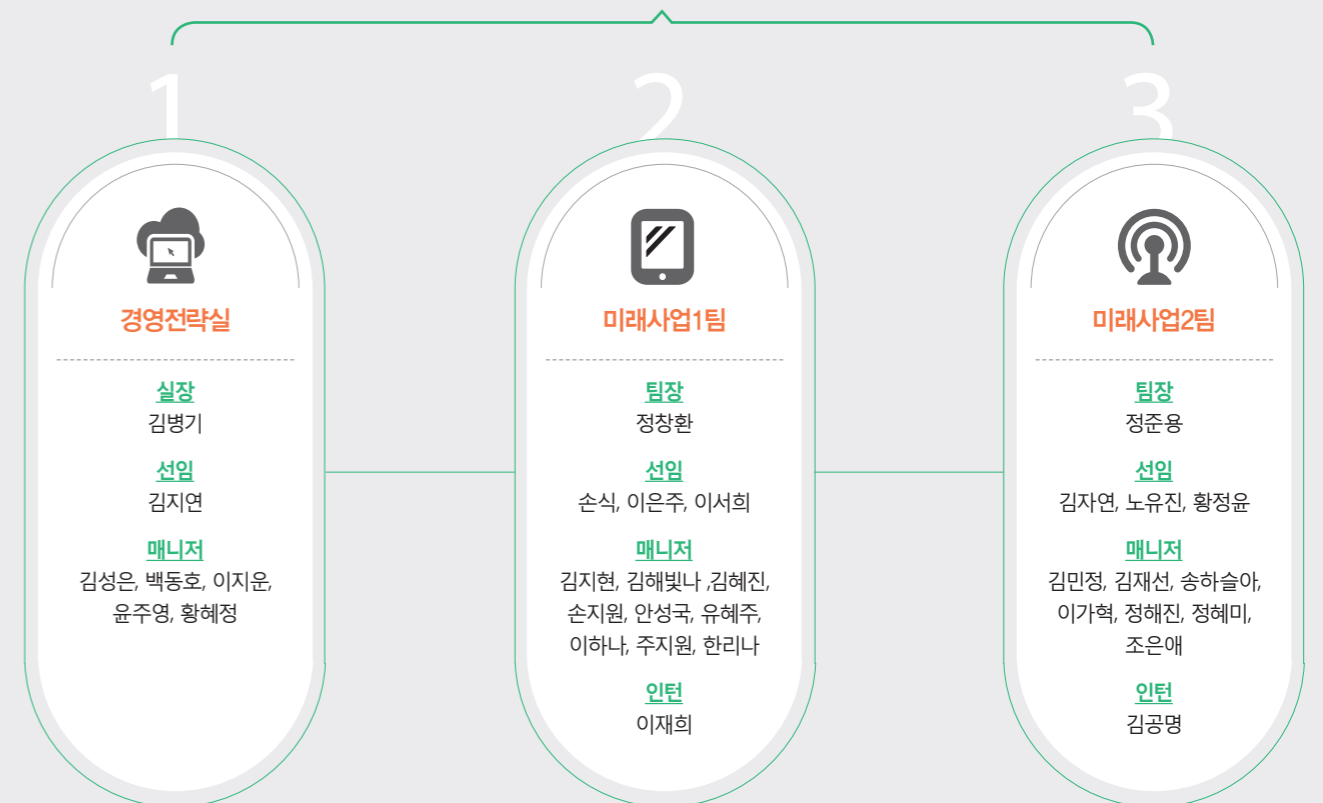 1
경영전략실
실장
김병기
선임
김지연
매니저
김성은, 백동호, 이지운,
윤주영, 황혜정
2
미래사업1팀
팀장
정창환
선임
손식, 이은주, 이서희
매니저
김지현, 김해빛나 ,김혜진,
손지원, 안성국, 유혜주,
이하나, 주지원, 한리나
인턴
이재희
3
미래사업2팀
팀장
정준용
선임
김자연, 노유진, 황정윤
매니저
김민정, 김재선, 송하슬아,
이가혁, 정해진, 정혜미,
조은애
인턴
김공명